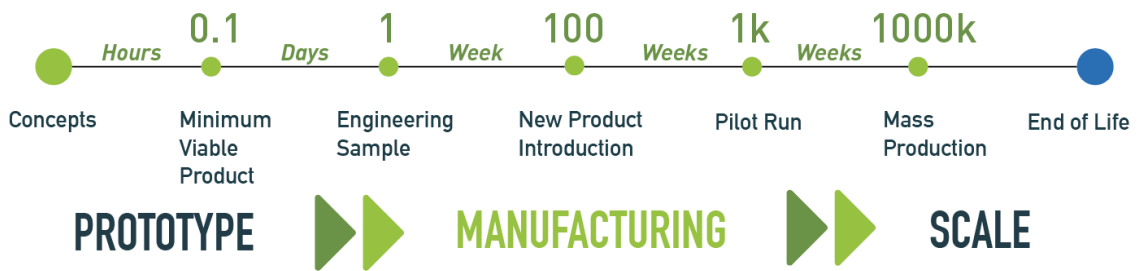 0.1 1 100 1k 1000k
Hours Days Week Weeks Weeks
Concepts Minimum Engineering New Product Pilot Run Mass End of Life
Viable Sample Introduction Production
Product
PROTOTYPE MANUFACTURING SCALE